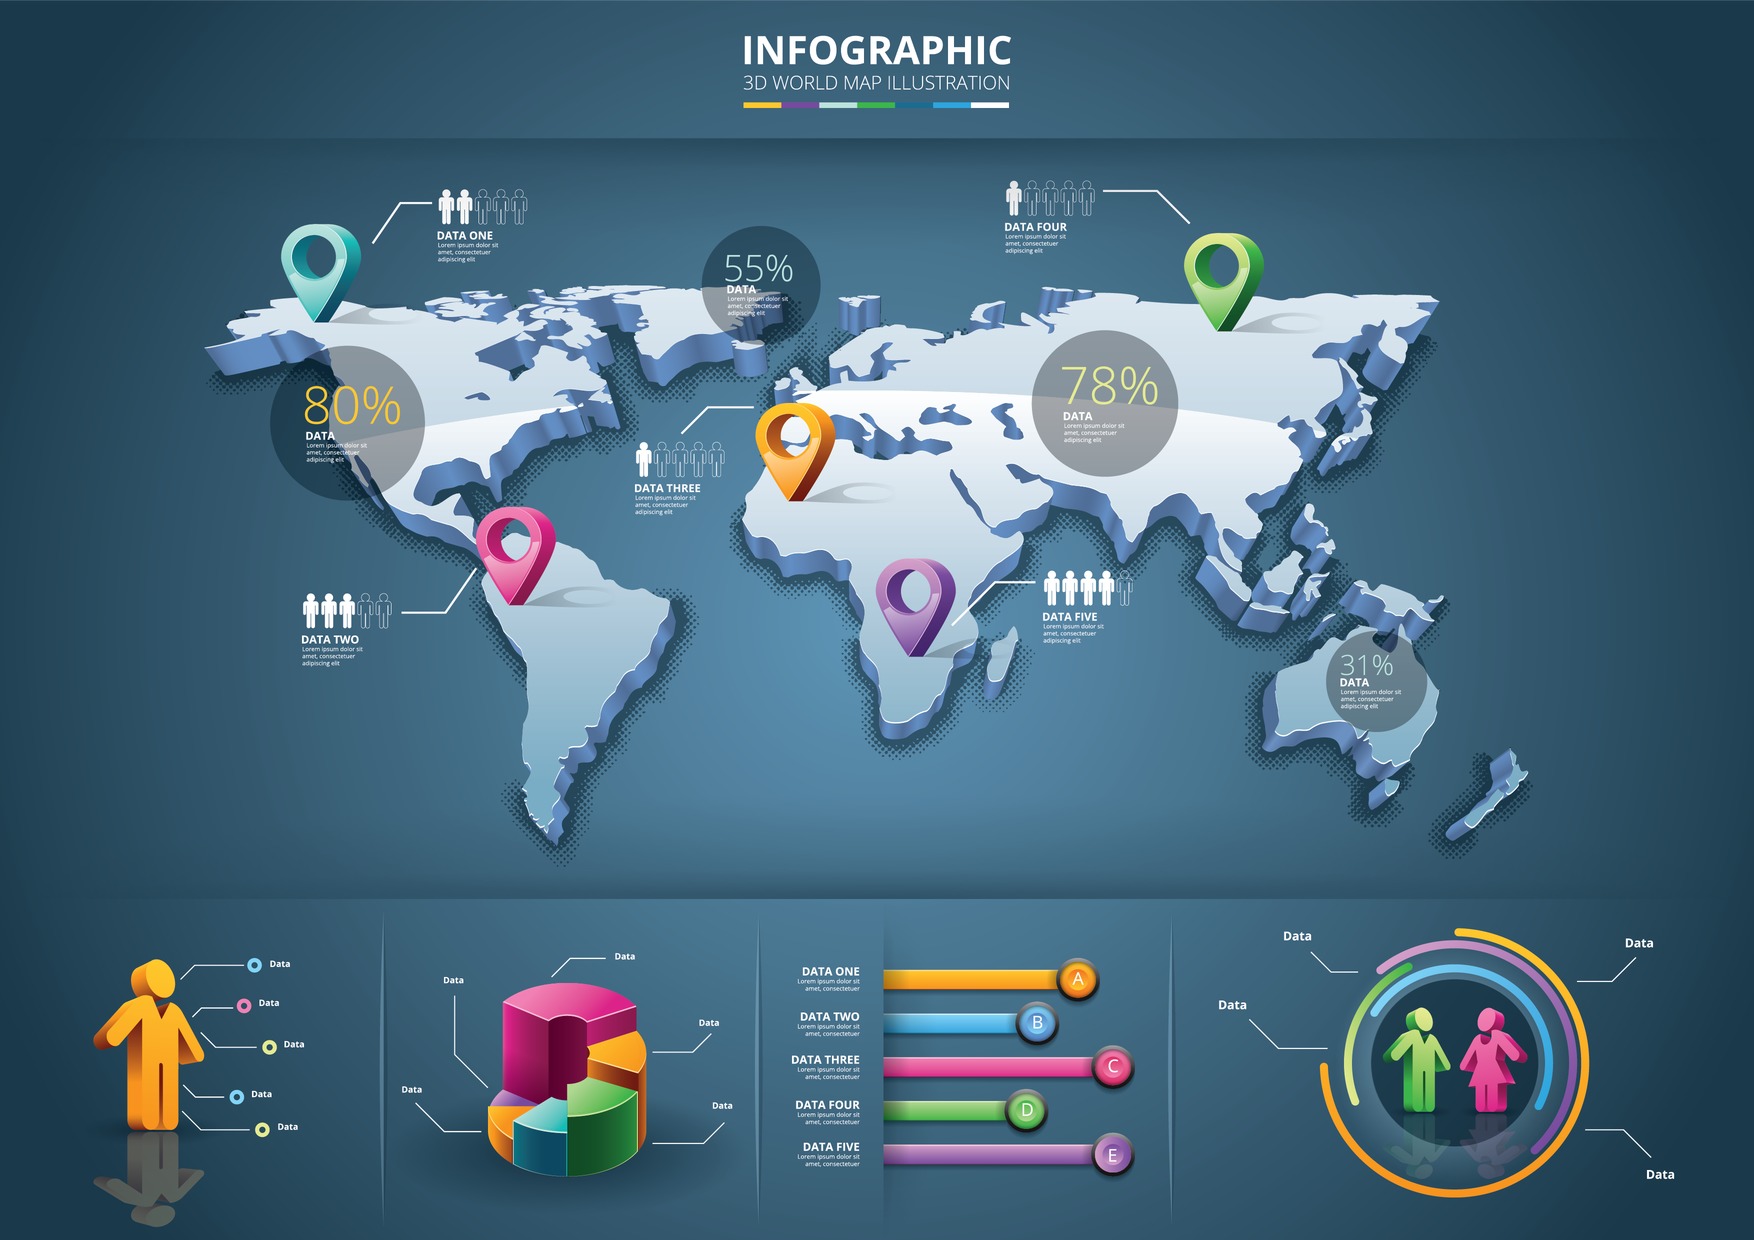 INFOGRAPHIC
3D WORLD MAP ILLUSTRATION
DATA ONE
Lorem ipsum dolor sit
amet, consectetuer
adipiscing elit
DATA FOUR
Lorem ipsum dolor sit
amet, consectetuer
adipiscing elit
55%
DATA
Lorem ipsum dolor sit
amet, consectetuer
adipiscing elit
80%
DATA
Lorem ipsum dolor sit
amet, consectetuer
adipiscing elit
78%
DATA
Lorem ipsum dolor sit
amet, consectetuer
adipiscing elit
DATA THREE
Lorem ipsum dolor sit
amet, consectetuer
adipiscing elit
DATA TWO
Lorem ipsum dolor sit
amet, consectetuer
adipiscing elit
DATA FIVE
Lorem ipsum dolor sit
amet, consectetuer
adipiscing elit
31%
DATA
Lorem ipsum dolor sit
amet, consectetuer
adipiscing elit
Data
Data
Data
Data
Data
Data
Data
Data
Data
Data
DATA ONE
Lorem ipsum dolor sit
amet, consectetuer
A
DATA TWO
Lorem ipsum dolor sit
amet, consectetuer
B
DATA THREE
Lorem ipsum dolor sit
amet, consectetuer
C
DATA FOUR
Lorem ipsum dolor sit
amet, consectetuer
D
DATA FIVE
Lorem ipsum dolor sit
amet, consectetuer
E
Data
Data
Data
Data